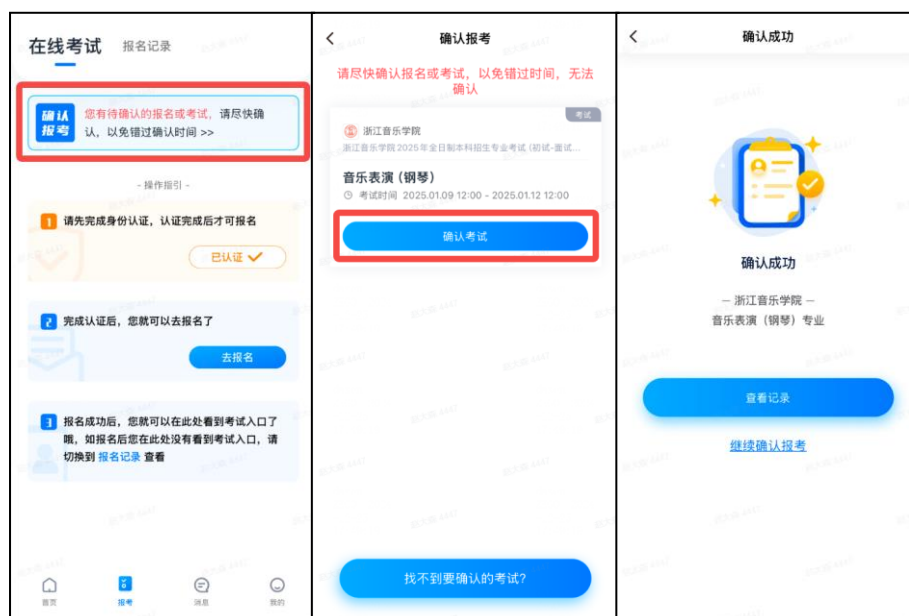 在线考试 报名记录
确认
报考
您有待确认的报名或考试，请尽快确
认，以免错过确认时间 >>
- 操作指引 -
1 请先完成身份认证，认证完成后才可报名
已认证
2 完成认证后，您就可以去报名了
去报名
3 报名成功后，您就可以在此处看到考试入口了
哦，如报名后您在此处没有看到考试入口，请
切换到 报名记录 查看
首页 报考 消息 我的
确认报考
请尽快确认报名或考试，以免错过时间，无法
确认
考试
浙江音乐学院
浙江音乐学院2025年全日制本科招生专业考试 (初试-面试...
音乐表演 (钢琴)
考试时间 2025.01.09 12:00 - 2025.01.12 12:00
确认考试
找不到要确认的考试?
确认成功
确认成功
— 浙江音乐学院 —
音乐表演（钢琴）专业
查看记录
继续确认报考